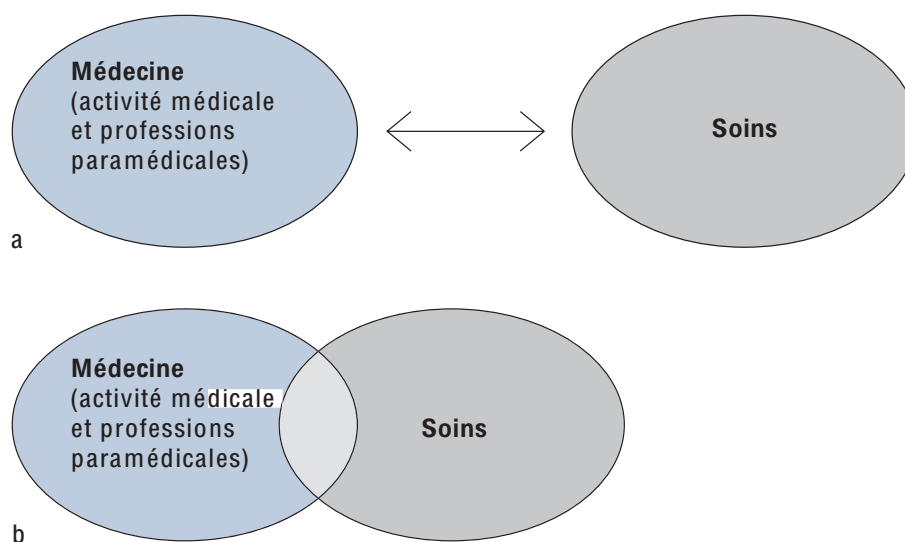 Médecine
(activité médicale
et professions
paramédicales)
Soins
a
Médecine
(activité médicale
et professions
paramédicales)
Soins
b